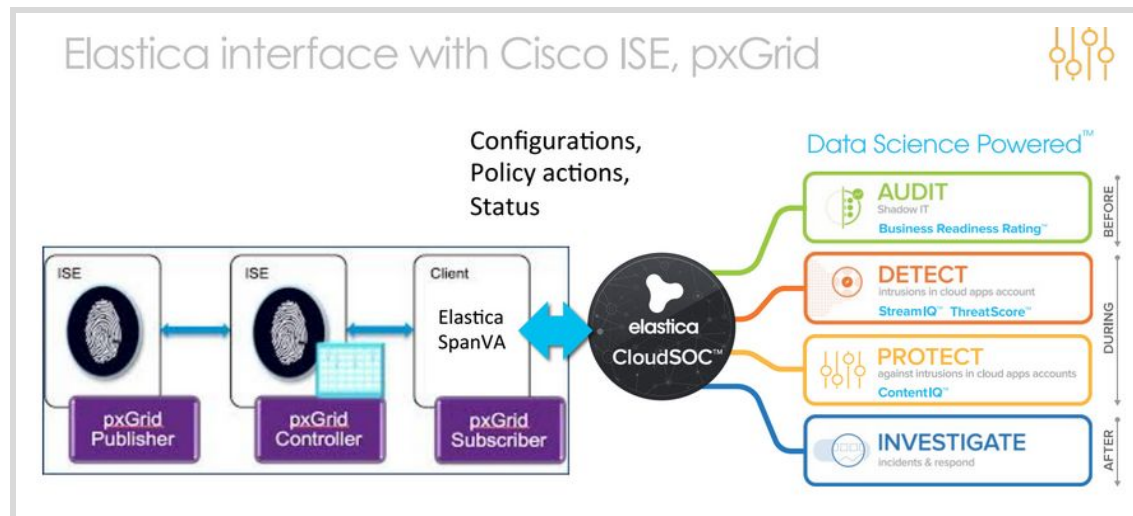 Elastica interface with Cisco ISE, pxGrid
Configurations,
Policy actions,
Status
ISE
pxGrid
Publisher
ISE
pxGrid
Controller
Client
Elastica
SpanVA
pxGrid
Subscriber
elastica
CloudSOC™
Data Science Powered™
AUDIT
Shadow IT
Business Readiness Rating™
DETECT
intrusions in cloud apps account
StreamIQ™ ThreatScore™
PROTECT
against intrusions in cloud apps accounts
ContentIQ™
INVESTIGATE
incidents & respond
BEFORE
DURING
AFTER